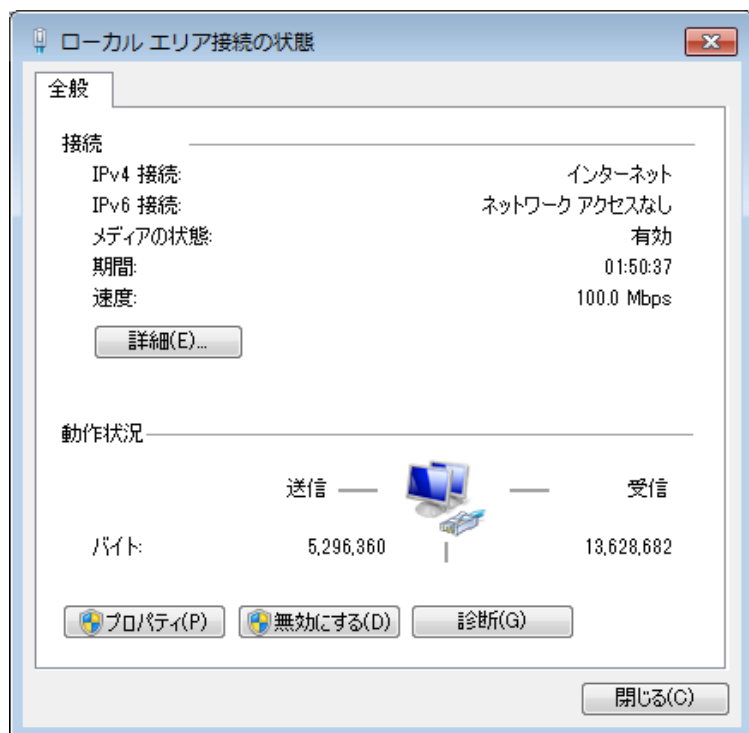 ローカル エリア接続の状態
全般
接続
IPv4 接続: インターネット
IPv6 接続: ネットワーク アクセスなし
メディアの状態: 有効
期間: 01:50:37
速度: 100.0 Mbps
詳細(E)...
動作状況
送信 受信
バイト: 5,296,360 13,628,682
プロパティ(P) 無効にする(D) 診断(G)
閉じる(C)